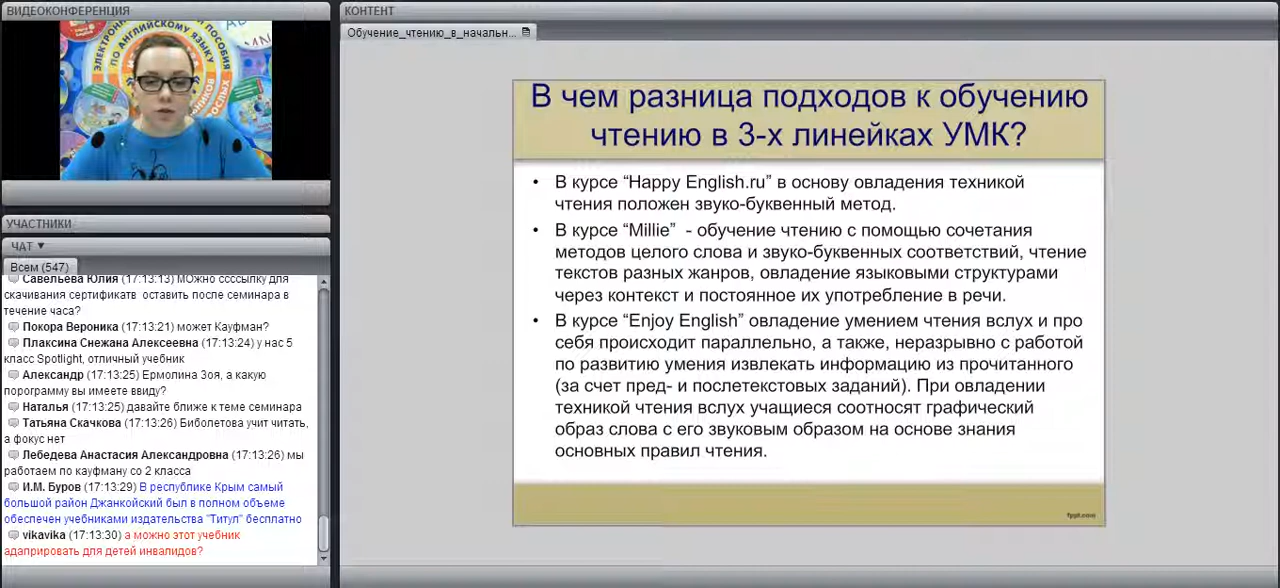 ВИДЕОКОНФЕРЕНЦИЯ
ЭЛЕКТРОНН
ПОСОБИЯ
ПО АНГЛИЙСКОМУ ЯЗЫКУ
УЧАСТНИКИ
ЧАТ
Всем (547)
Савельева Юлия (17:13:13) МОжно ссссылку для
скачивания сертификатв оставить после семинара в
течение часа?
Покора Вероника (17:13:21) может Кауфман?
Плаксина Снежана Алексеевна (17:13:24) у нас 5
класс Spotlight, отличный учебник
Александр (17:13:25) Ермолина Зоя, а какую
порограмму вы имеете ввиду?
Наталья (17:13:25) давайте ближе к теме семинара
Татьяна Скачкова (17:13:26) Биболетова учит читать,
а фокус нет
Лебедева Анастасия Александровна (17:13:26) мы
работаем по кауфману со 2 класса
И.М. Буров (17:13:29) В республике Крым самый
большой район Джанкойский был в полном объеме
обеспечен учебниками издательства "Титул" бесплатно
vikavika (17:13:30) а можно этот учебник
адаприровать для детей инвалидов?
КОНТЕНТ
Обучение_чтению_в_начальн...
В чем разница подходов к обучению
чтению в 3-х линейках УМК?
• В курсе “Happy English.ru” в основу овладения техникой
чтения положен звуко-буквенный метод.
• В курсе “Millie” - обучение чтению с помощью сочетания
методов целого слова и звуко-буквенных соответствий, чтение
текстов разных жанров, овладение языковыми структурами
через контекст и постоянное их употребление в речи.
• В курсе “Enjoy English” овладение умением чтения вслух и про
себя происходит параллельно, а также, неразрывно с работой
по развитию умения извлекать информацию из прочитанного
(за счет пред- и послетекстовых заданий). При овладении
техникой чтения вслух учащиеся соотносят графический
образ слова с его звуковым образом на основе знания
основных правил чтения.
fppt.com